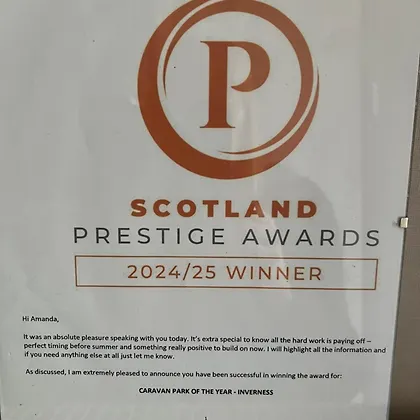 P
SCOTLAND
PRESTIGE AWARDS
2024/25 WINNER
Hi Amanda,
It was an absolute pleasure speaking with you today. It's extra special to know all the hard work is paying off –
perfect timing before summer and something really positive to build on now. I will highlight all the information and
if you need anything else at all just let me know.
As discussed, I am extremely pleased to announce you have been successful in winning the award for:
CARAVAN PARK OF THE YEAR - INVERNESS